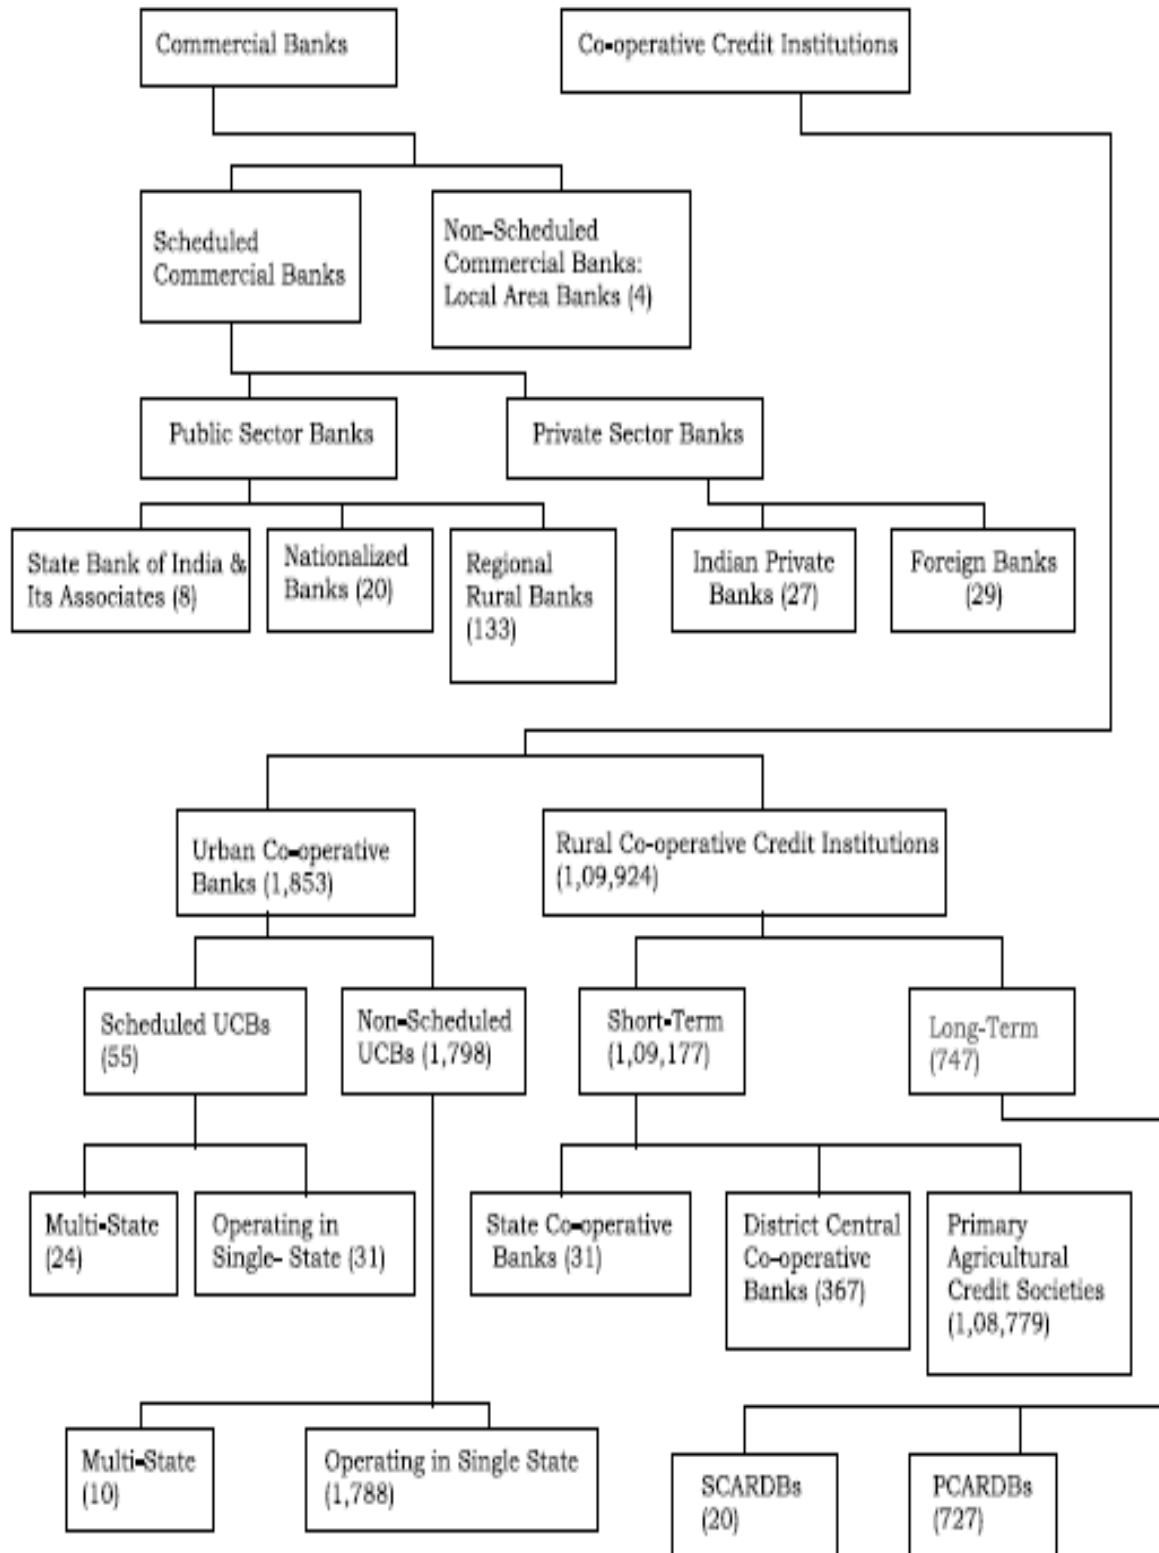 Commercial Banks
Co-operative Credit Institutions
Scheduled
Commercial Banks
Non-Scheduled
Commercial Banks:
Local Area Banks (4)
Public Sector Banks
Private Sector Banks
State Bank of India &
Its Associates (8)
Nationalized
Banks (20)
Regional
Rural Banks
(133)
Indian Private
Banks (27)
Foreign Banks
(29)
Urban Co-operative
Banks (1,853)
Rural Co-operative Credit Institutions
(1,09,924)
Scheduled UCBs
(55)
Non-Scheduled
UCBs (1,798)
Short-Term
(1,09,177)
Long-Term
(747)
Multi-State
(24)
Operating in
Single- State (31)
State Co-operative
Banks (31)
District Central
Co-operative
Banks (367)
Primary
Agricultural
Credit Societies
(1,08,779)
Multi-State
(10)
Operating in Single State
(1,788)
SCARDBs
(20)
PCARDBs
(727)